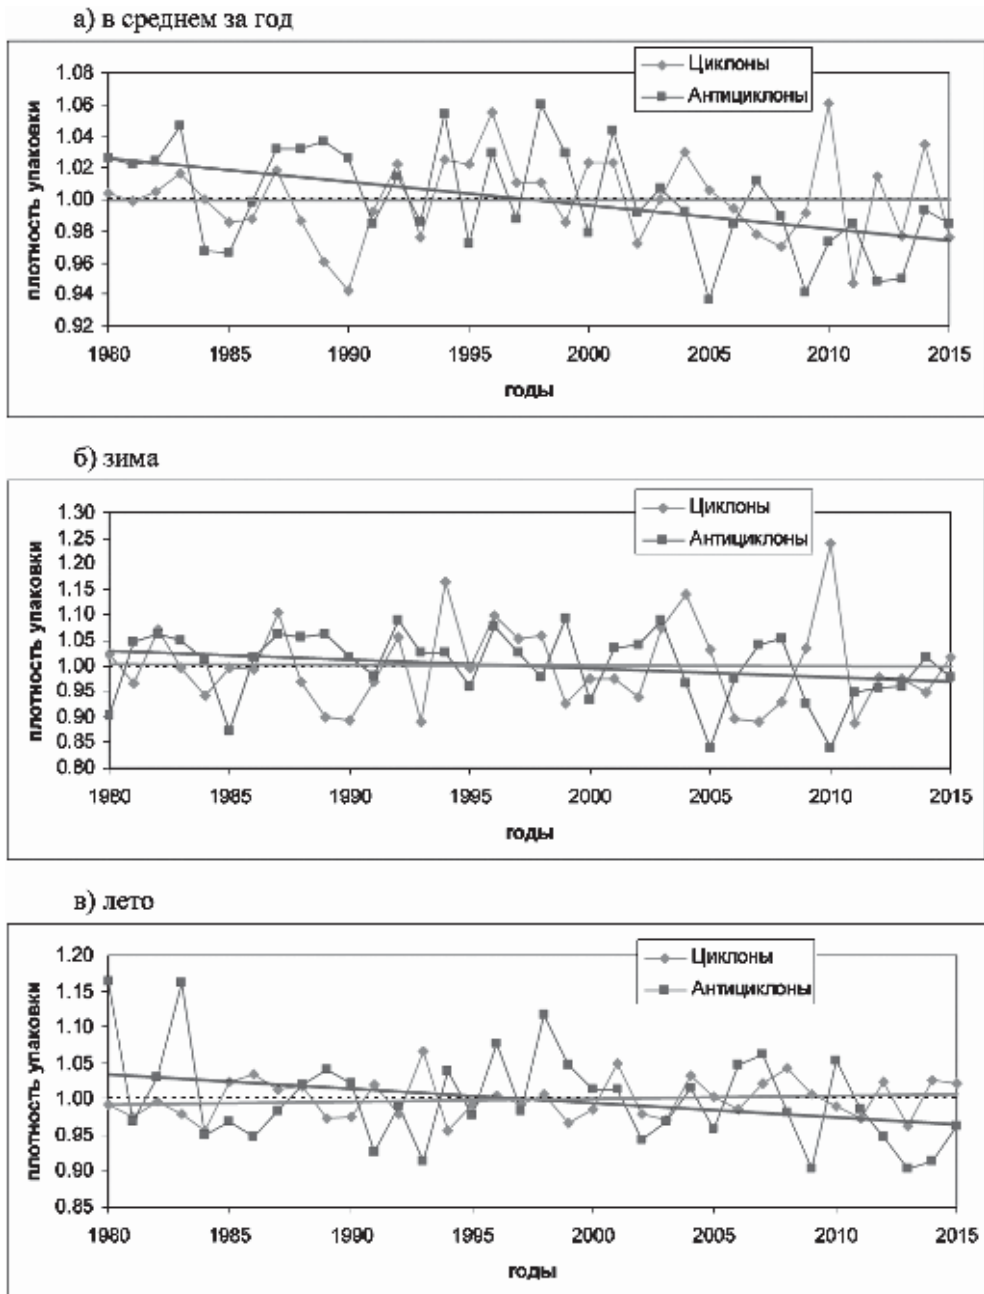 а) в среднем за год
Циклоны
Антициклоны
плотность упаковки
1.08
1.06
1.04
1.02
1.00
0.98
0.96
0.94
0.92
1980 1985 1990 1995 2000 2005 2010 2015
годы
б) зима
Циклоны
Антициклоны
плотность упаковки
1.30
1.25
1.20
1.15
1.10
1.05
1.00
0.95
0.90
0.85
0.80
1980 1985 1990 1995 2000 2005 2010 2015
годы
в) лето
Циклоны
Антициклоны
плотность упаковки
1.20
1.15
1.10
1.05
1.00
0.95
0.90
0.85
1980 1985 1990 1995 2000 2005 2010 2015
годы